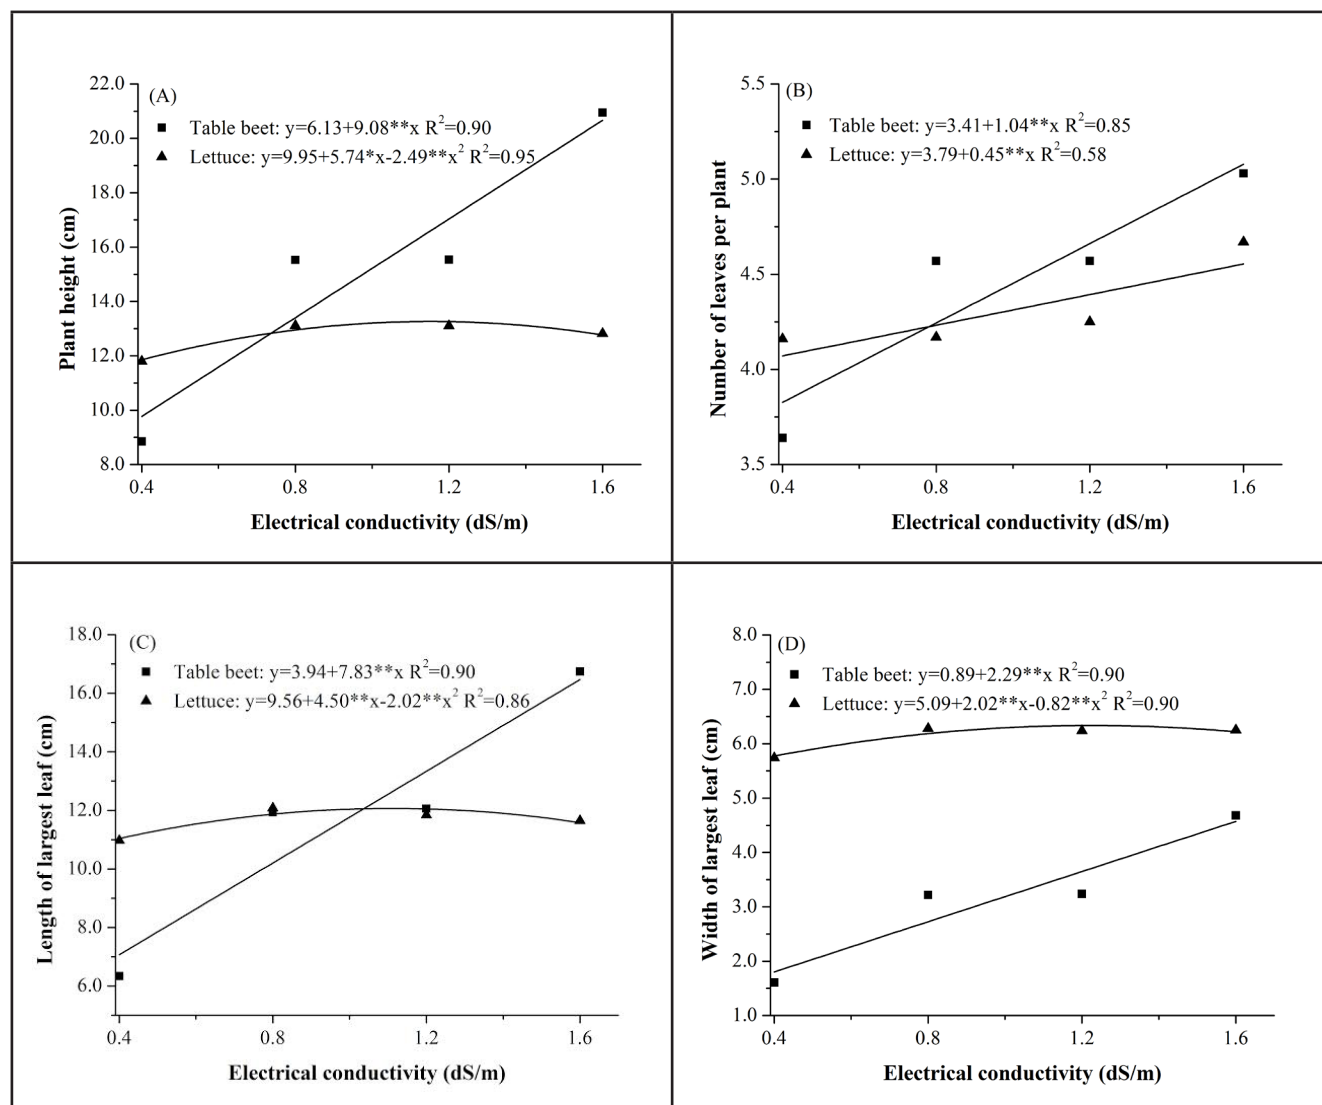 (A)
Table beet: y=6.13+9.08**x R²=0.90
Lettuce: y=9.95+5.74*x-2.49**x² R²=0.95
Plant height (cm)
22.0
20.0
18.0
16.0
14.0
12.0
10.0
8.0
0.4 0.8 1.2 1.6
Electrical conductivity (dS/m)
(B)
Table beet: y=3.41+1.04**x R²=0.85
Lettuce: y=3.79+0.45**x R²=0.58
Number of leaves per plant
5.5
5.0
4.5
4.0
3.5
0.4 0.8 1.2 1.6
Electrical conductivity (dS/m)
(C)
Table beet: y=3.94+7.83**x R²=0.90
Lettuce: y=9.56+4.50**x-2.02**x² R²=0.86
Length of largest leaf (cm)
18.0
16.0
14.0
12.0
10.0
8.0
6.0
0.4 0.8 1.2 1.6
Electrical conductivity (dS/m)
(D)
Table beet: y=0.89+2.29**x R²=0.90
Lettuce: y=5.09+2.02**x-0.82**x² R²=0.90
Width of largest leaf (cm)
8.0
7.0
6.0
5.0
4.0
3.0
2.0
1.0
0.4 0.8 1.2 1.6
Electrical conductivity (dS/m)